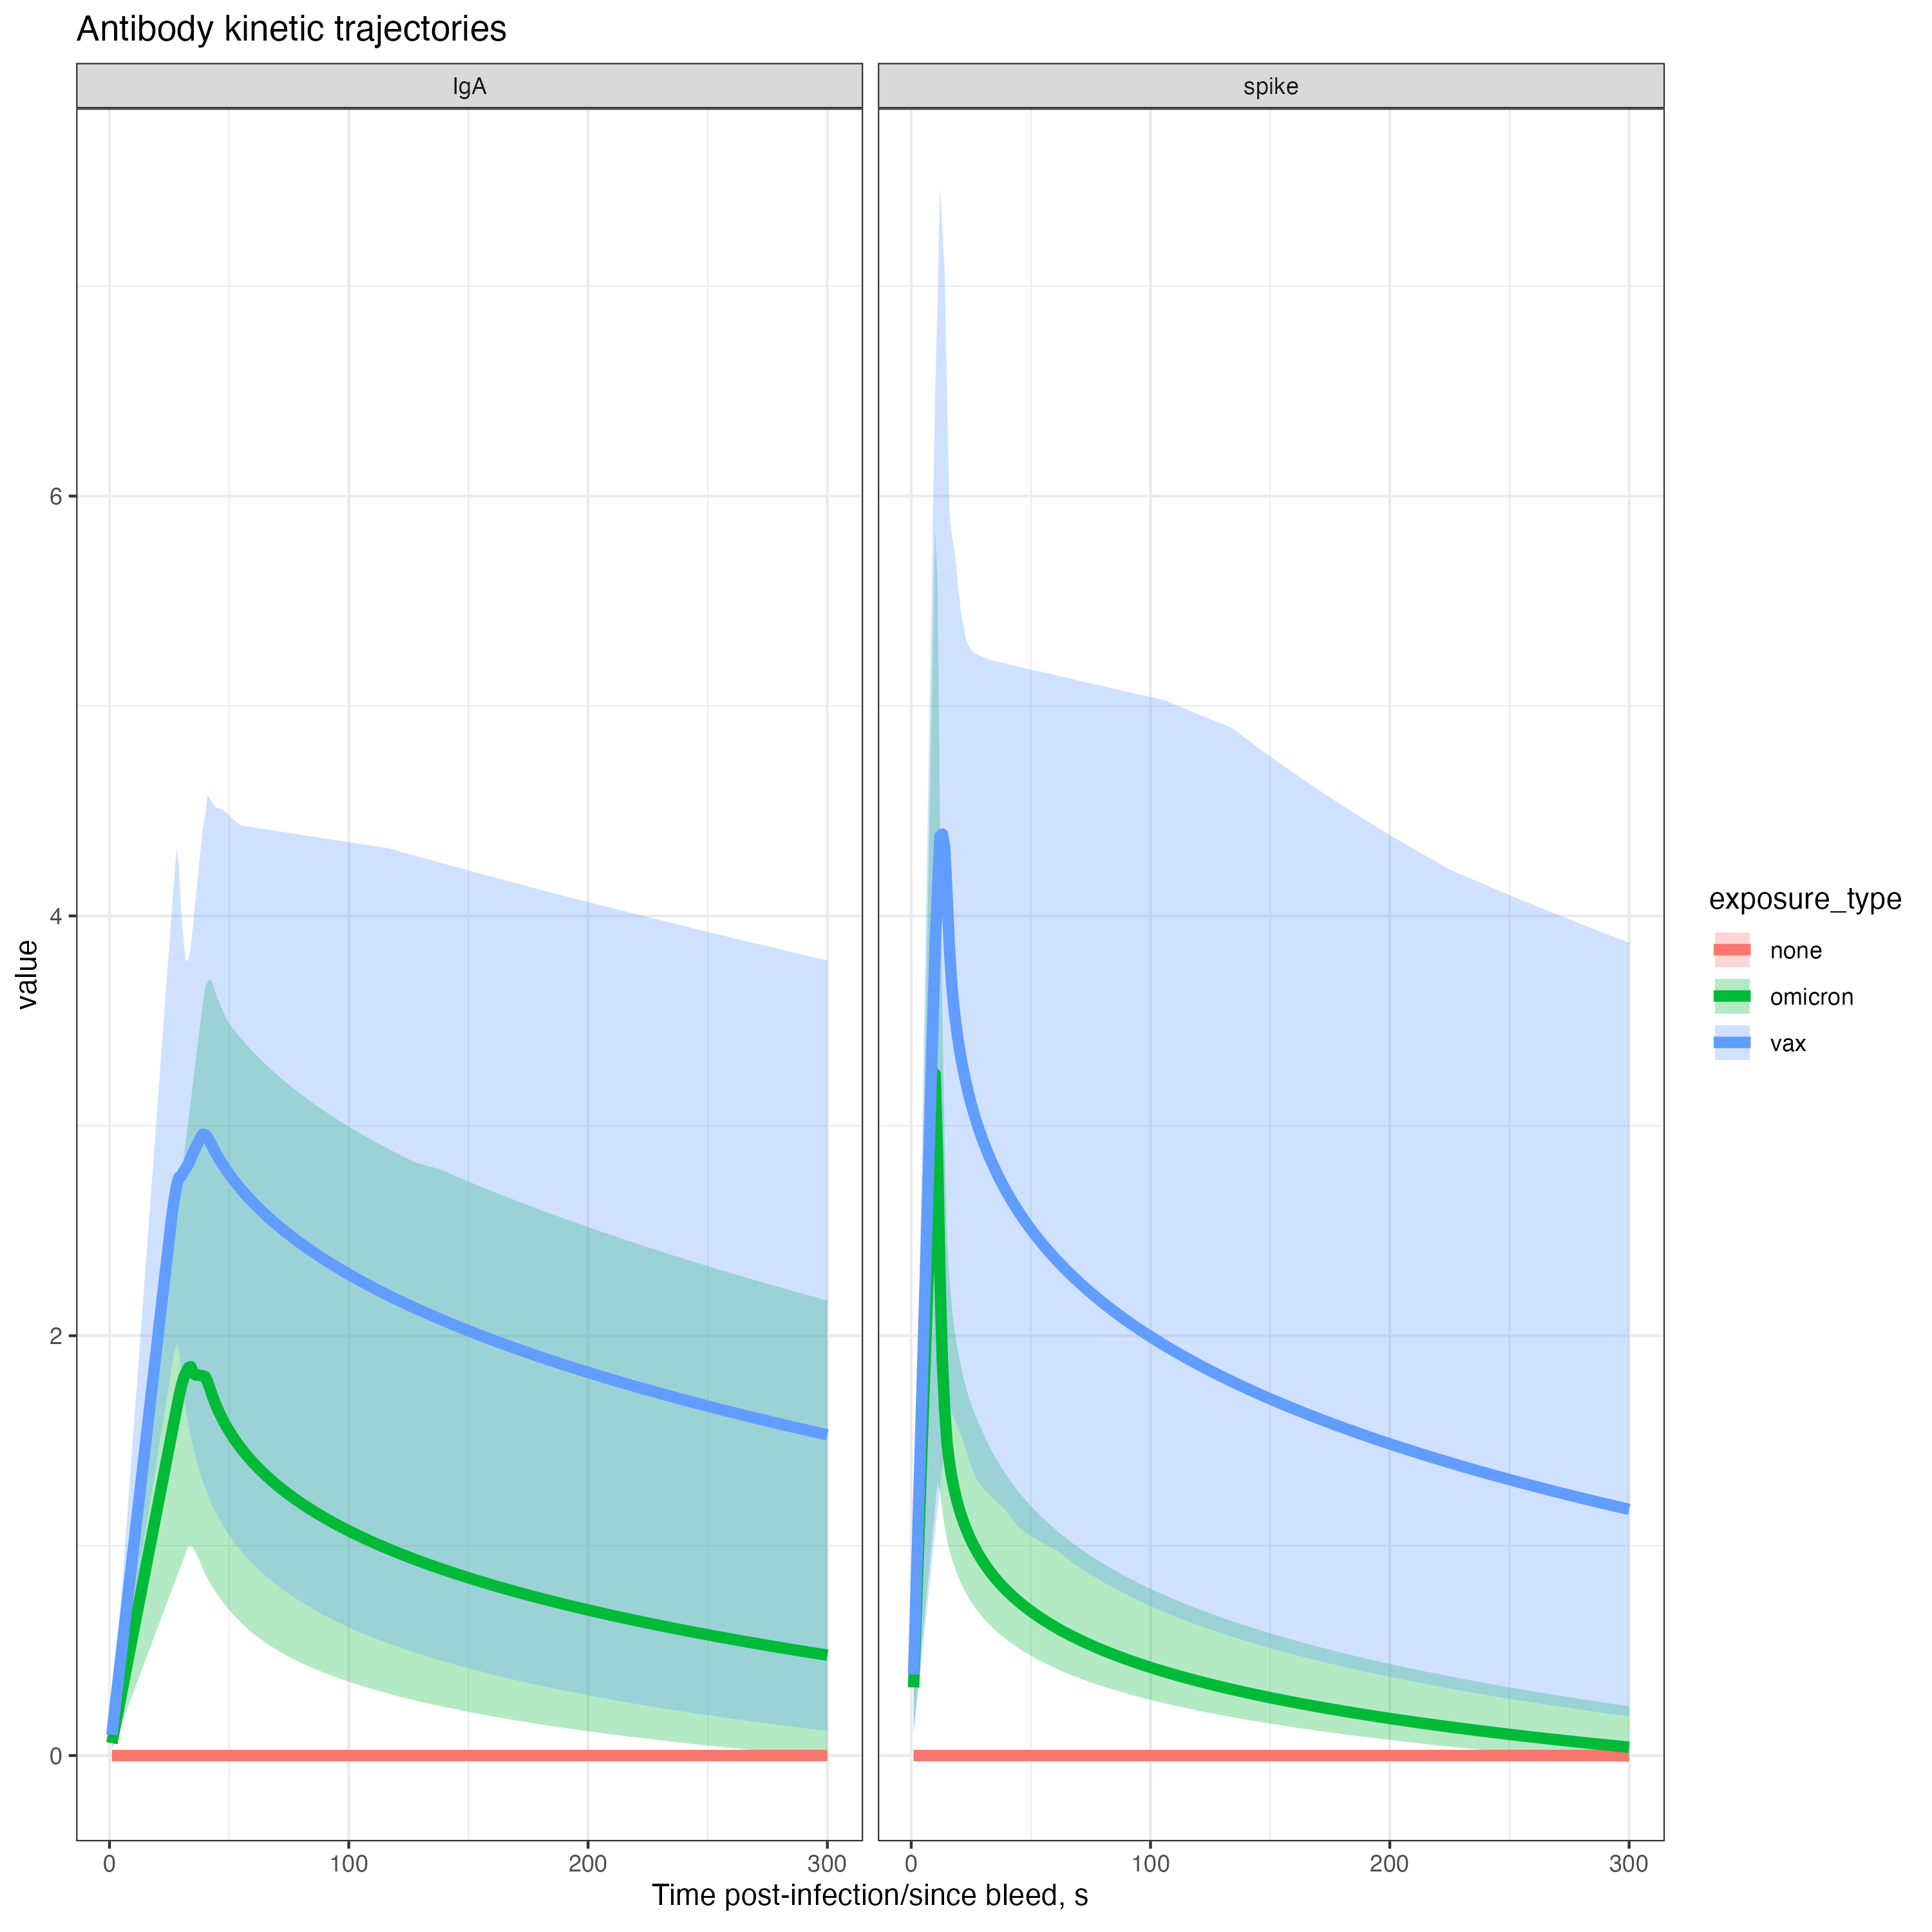 Antibody kinetic trajectories
IgA
spike
value
6
4
2
0
0
100
200
300
0
100
200
300
Time post-infection/since bleed, s
exposure_type
none
omicron
vax